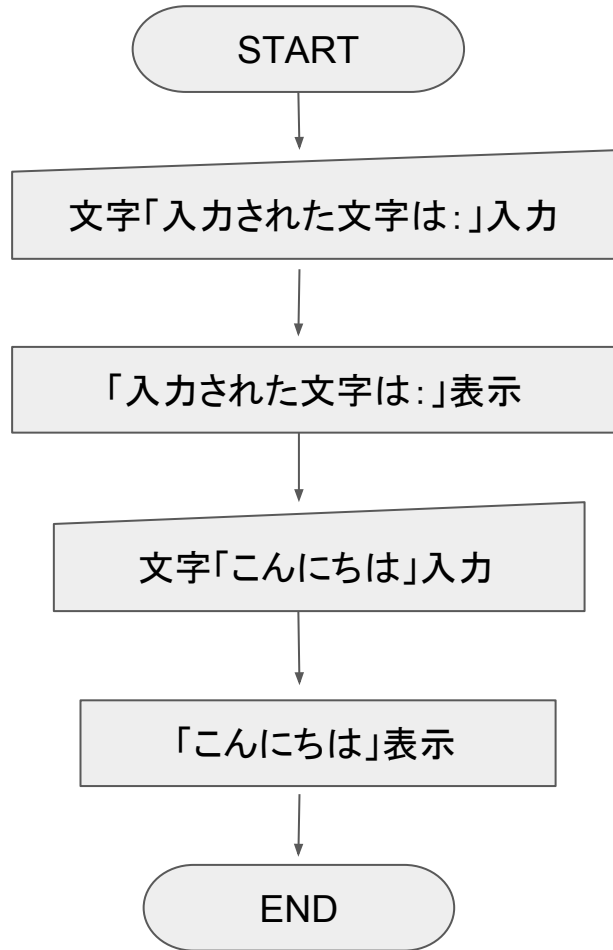 START
文字「入力された文字は：」入力
「入力された文字は：」表示
文字「こんにちは」入力
「こんにちは」表示
END